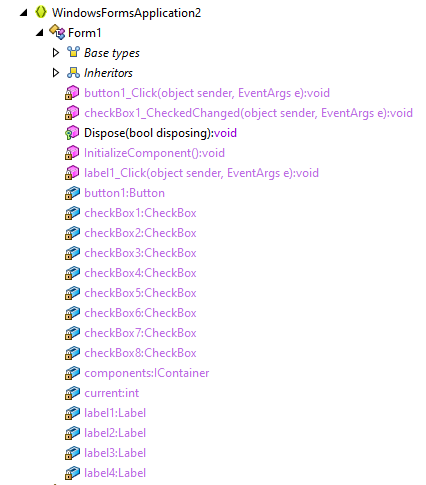 WindowsFormsApplication2
Form1
Base types
Inheritors
button1_Click(object sender, EventArgs e):void
checkBox1_CheckedChanged(object sender, EventArgs e):void
Dispose(bool disposing):void
InitializeComponent():void
label1_Click(object sender, EventArgs e):void
button1:Button
checkBox1:CheckBox
checkBox2:CheckBox
checkBox3:CheckBox
checkBox4:CheckBox
checkBox5:CheckBox
checkBox6:CheckBox
checkBox7:CheckBox
checkBox8:CheckBox
components:IContainer
current:int
label1:Label
label2:Label
label3:Label
label4:Label